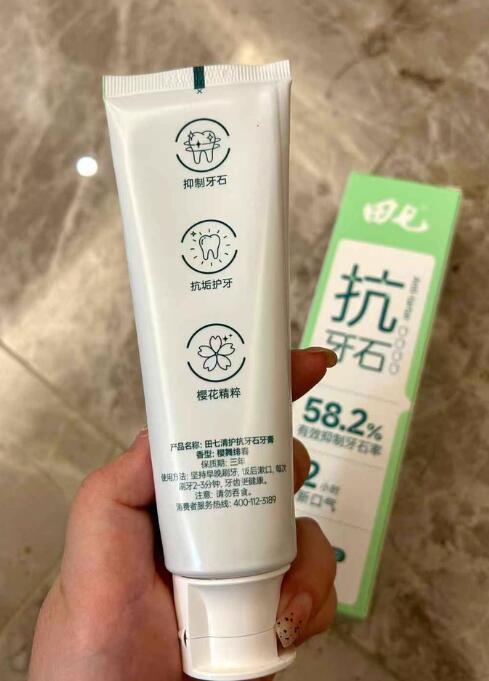 抑制牙石
抗垢护牙
樱花精粹
产品名称：田七清护抗牙石牙膏
香型：樱舞绯春
保质期：三年
使用方法：坚持早晚刷牙，饭后漱口，每次
刷牙2-3分钟，牙齿更健康。
注意：请勿吞食。
消费者服务热线：400-112-3189
田七
抗
牙石
58.2%
有效抑制牙石率
2小时
新口气